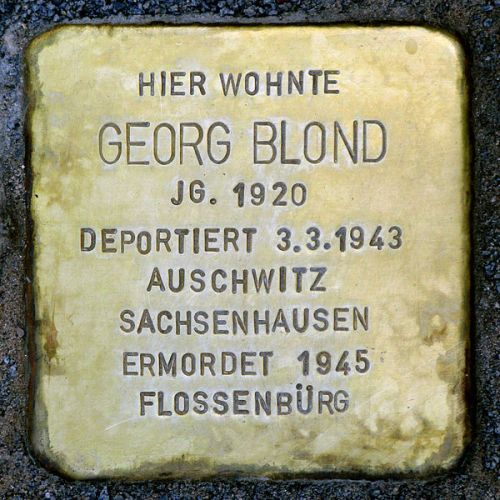 HIER WOHNTE
GEORG BLOND
JG. 1920
DEPORTIERT 3.3.1943
AUSCHWITZ
SACHSENHAUSEN
ERMORDET 1945
FLOSSENBÜRG